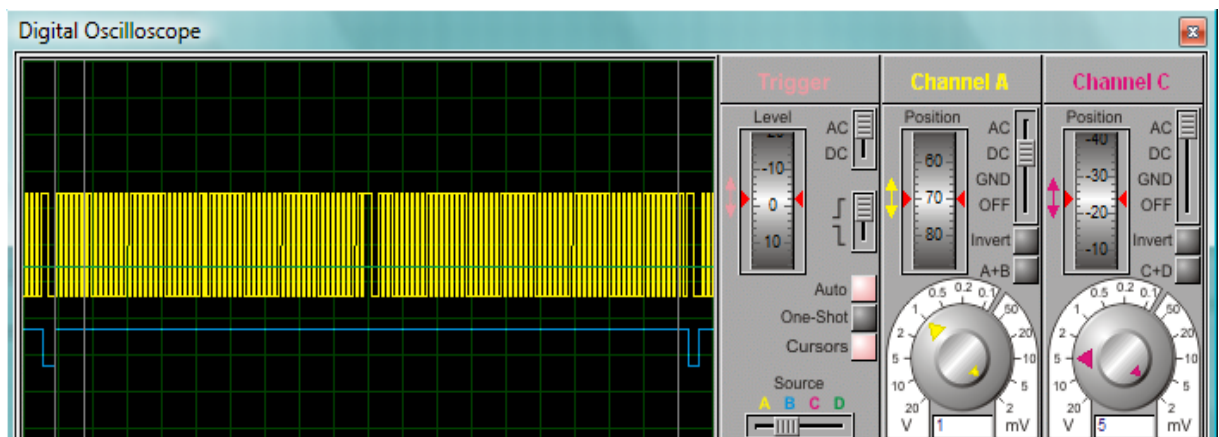 Digital Oscilloscope
x
Trigger
Channel A
Channel C
Level
AC
DC
-10
0
10
Auto
One-Shot
Cursors
Source
A B C D
Position
60
70
80
AC
DC
GND
OFF
Invert
A+B
20
10
5
2
1
0.5
0.2
0.1
50
20
10
5
2
V
1
mV
Position
-40
-30
-20
-10
AC
DC
GND
OFF
Invert
C+D
20
10
5
2
1
0.5
0.2
0.1
50
20
10
5
2
V
5
mV